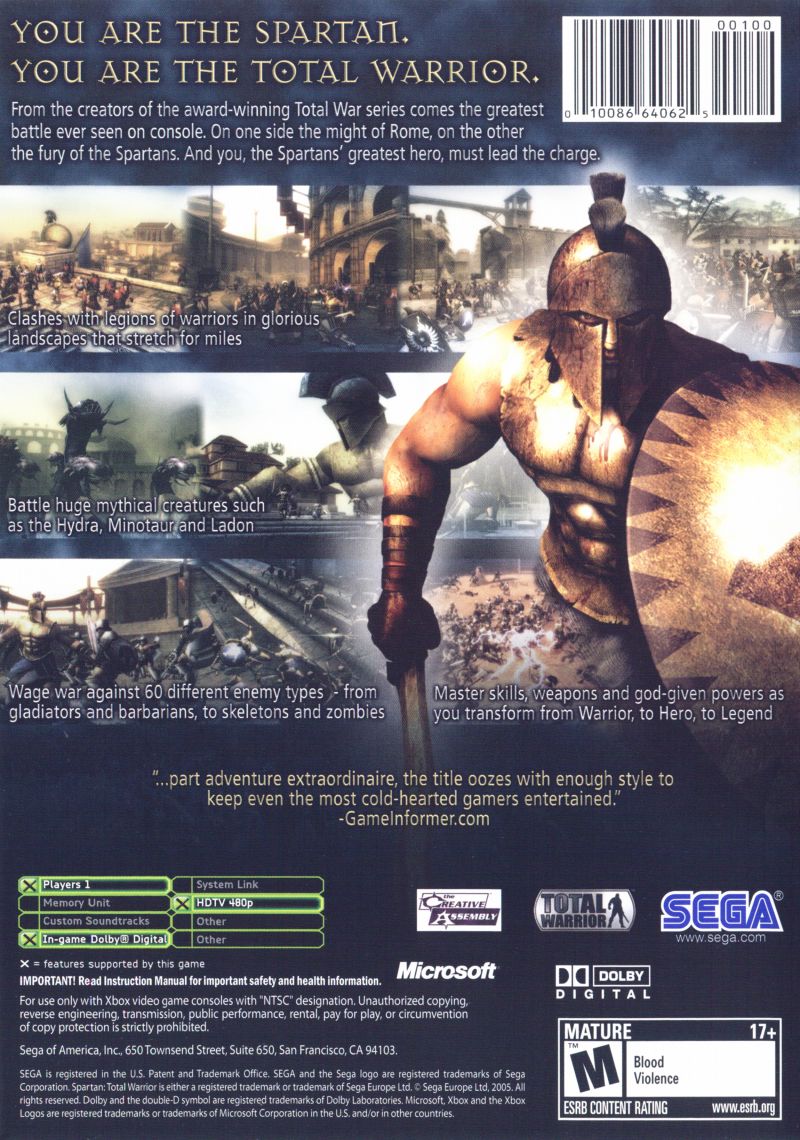 YOU ARE THE SPARTAN.
YOU ARE THE TOTAL WARRIOR.
From the creators of the award-winning Total War series comes the greatest
battle ever seen on console. On one side the might of Rome, on the other
the fury of the Spartans. And you, the Spartans' greatest hero, must lead the charge.
00100
0 10086 64062 5
Clashes with legions of warriors in glorious
landscapes that stretch for miles
Battle huge mythical creatures such
as the Hydra, Minotaur and Ladon
Wage war against 60 different enemy types - from
gladiators and barbarians, to skeletons and zombies
Master skills, weapons and god-given powers as
you transform from Warrior, to Hero, to Legend
"...part adventure extraordinaire, the title oozes with enough style to
keep even the most cold-hearted gamers entertained."
-GameInformer.com
X Players 1
Memory Unit
Custom Soundtracks
X In-game Dolby® Digital
System Link
X HDTV 480p
Other
Other
X = features supported by this game
the
CREATIVE
ASSEMBLY
TOTAL
WARRIOR
SEGA®
www.sega.com
IMPORTANT! Read Instruction Manual for important safety and health information.
Microsoft®
For use only with Xbox video game consoles with "NTSC" designation. Unauthorized copying,
reverse engineering, transmission, public performance, rental, pay for play, or circumvention
of copy protection is strictly prohibited.
DOLBY
DIGITAL
Sega of America, Inc., 650 Townsend Street, Suite 650, San Francisco, CA 94103.
SEGA is registered in the U.S. Patent and Trademark Office. SEGA and the Sega logo are registered trademarks of Sega
Corporation. Spartan: Total Warrior is either a registered trademark or trademark of Sega Europe Ltd. © Sega Europe Ltd, 2005. All
rights reserved. Dolby and the double-D symbol are registered trademarks of Dolby Laboratories. Microsoft, Xbox and the Xbox
Logos are registered trademarks or trademarks of Microsoft Corporation in the U.S. and/or in other countries.
MATURE 17+
TM
M
Blood
Violence
ESRB CONTENT RATING www.esrb.org